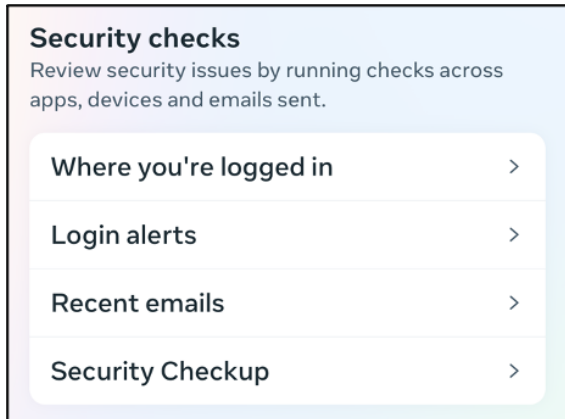 Security checks
Review security issues by running checks across
apps, devices and emails sent.
Where you're logged in
Login alerts
Recent emails
Security Checkup